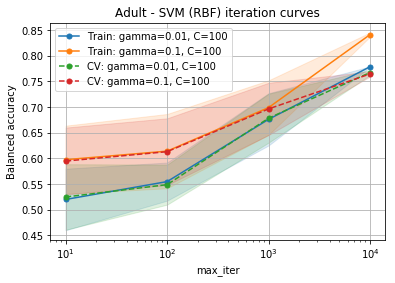 Adult - SVM (RBF) iteration curves
Balanced accuracy
0.85
0.80
0.75
0.70
0.65
0.60
0.55
0.50
0.45
Train: gamma=0.01, C=100
Train: gamma=0.1, C=100
CV: gamma=0.01, C=100
CV: gamma=0.1, C=100
10¹ 10² 10³ 10⁴
max_iter